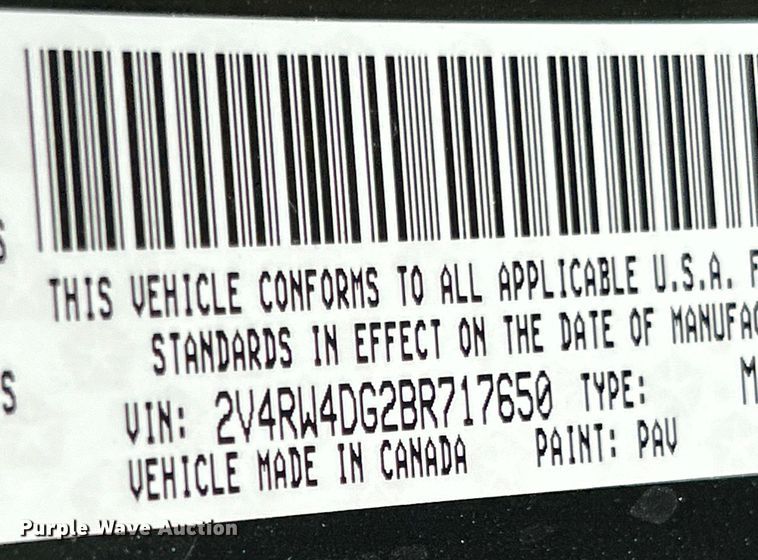 THIS VEHICLE CONFORMS TO ALL APPLICABLE U.S.A.
STANDARDS IN EFFECT ON THE DATE OF
VIN: 2V4RW4DG2BR717650 TYPE:
VEHICLE MADE IN CANADA PAINT: PAV
Purple Wave Auction